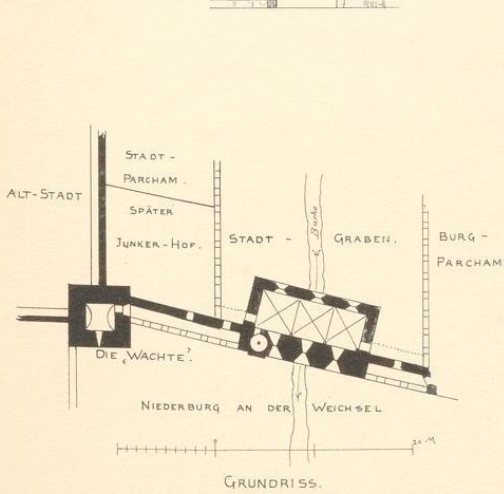 STADT-
PARCHAM.
ALT-STADT
SPÄTER
JUNKER-HOF.
STADT-
Bache
GRABEN.
BURG-
PARCHAM
DIE „WACHTE“.
NIEDERBURG AN DER WEICHSEL
20 M
GRUNDRISS.